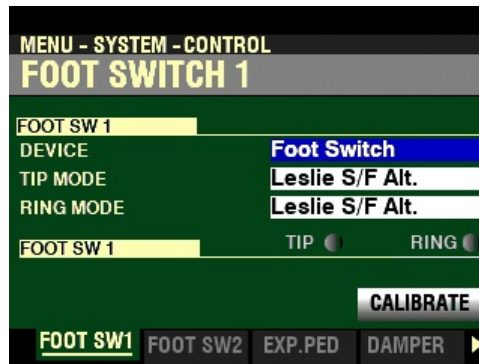 MENU - SYSTEM - CONTROL
FOOT SWITCH 1
FOOT SW 1
DEVICE Foot Switch
TIP MODE Leslie S/F Alt.
RING MODE Leslie S/F Alt.
FOOT SW 1 TIP RING
CALIBRATE
FOOT SW1 FOOT SW2 EXP.PED DAMPER